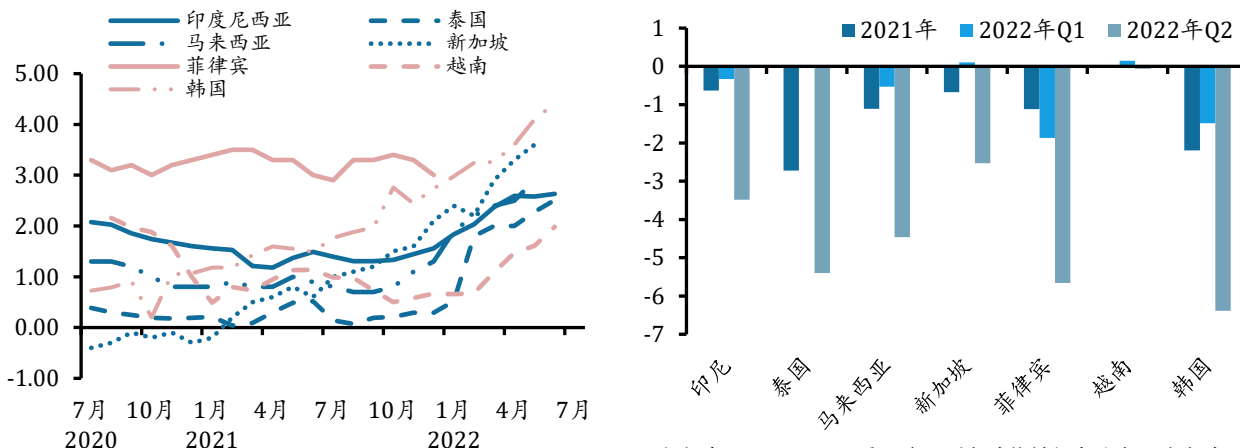 印度尼西亚
泰国
马来西亚
新加坡
菲律宾
越南
韩国
5.00
4.00
3.00
2.00
1.00
0.00
-1.00
7月 10月 1月 4月 7月 10月 1月 4月 7月
2020 2021 2022
2021年 2022年Q1 2022年Q2
1
0
-1
-2
-3
-4
-5
-6
-7
印尼 泰国 马来西亚 新加坡 菲律宾 越南 韩国